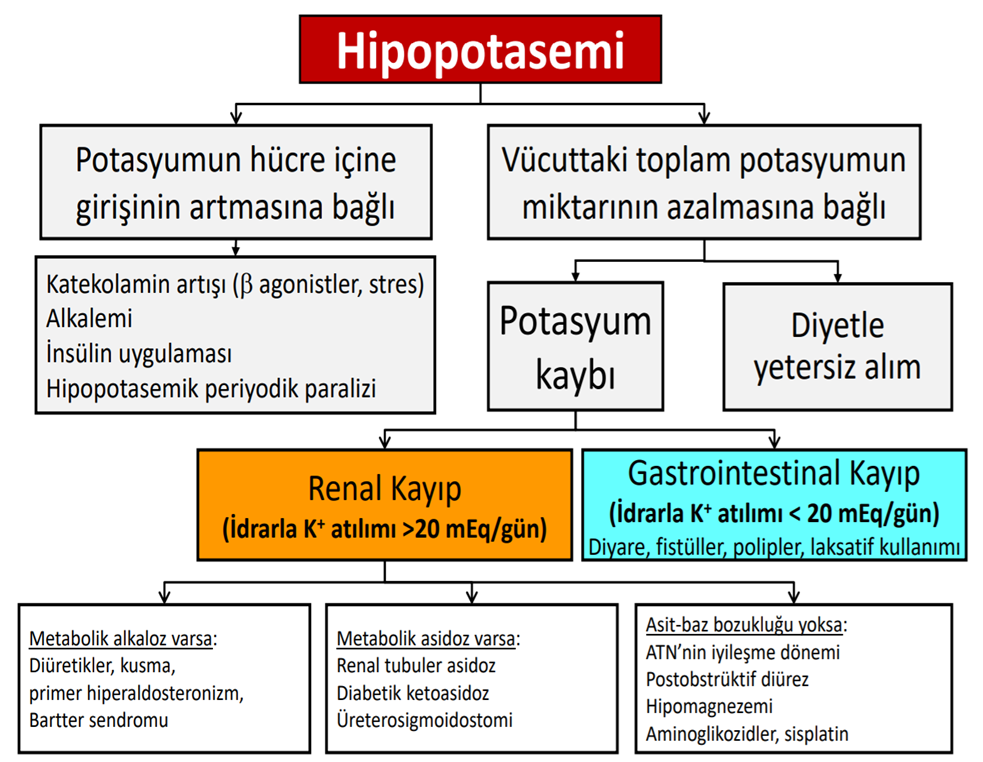 Hipopotasemi
Potasyumun hücre içine
girişinin artmasına bağlı
Vücuttaki toplam potasyumun
miktarının azalmasına bağlı
Katekolamin artışı (β agonistler, stres)
Alkalemi
İnsülin uygulaması
Hipopotasemik periyodik paralizi
Potasyum
kaybı
Diyetle
yetersiz alım
Renal Kayıp
(İdrarla K⁺ atılımı >20 mEq/gün)
Gastrointestinal Kayıp
(İdrarla K⁺ atılımı < 20 mEq/gün)
Diyare, fistüller, polipler, laksatif kullanımı
Metabolik alkaloz varsa:
Diüretikler, kusma,
primer hiperaldosteronizm,
Bartter sendromu
Metabolik asidoz varsa:
Renal tubuler asidoz
Diabetik ketoasidoz
Üreterosigmoidostomi
Asit-baz bozukluğu yoksa:
ATN’nin iyileşme dönemi
Postobstrüktif diürez
Hipomagnezemi
Aminoglikozidler, sisplatin